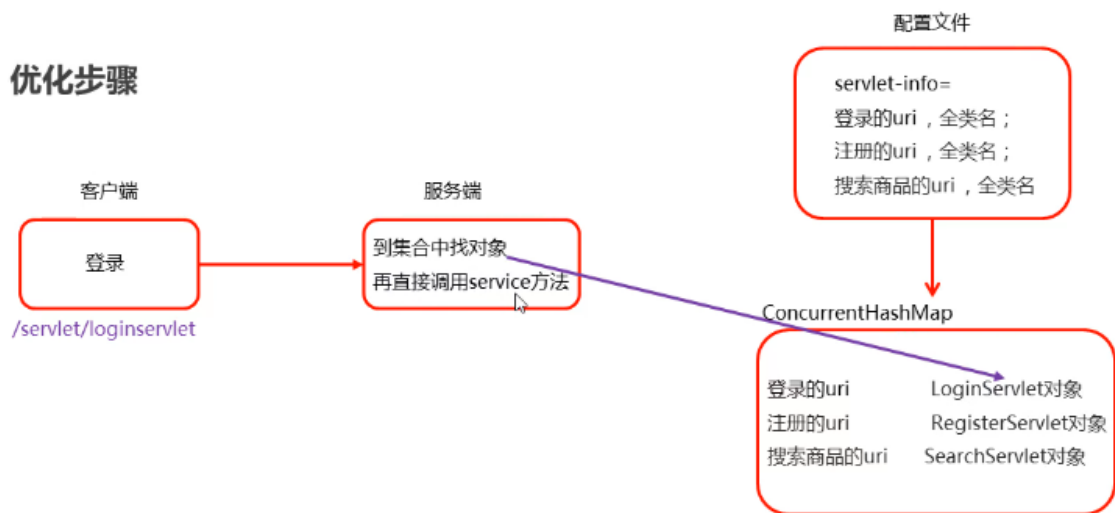 优化步骤
配置文件
servlet-info=
登录的uri ，全类名；
注册的uri ，全类名；
搜索商品的uri ，全类名
客户端
登录
/servlet/loginservlet
服务端
到集合中找对象
再直接调用service方法
ConcurrentHashMap
登录的uri LoginServlet对象
注册的uri RegisterServlet对象
搜索商品的uri SearchServlet对象